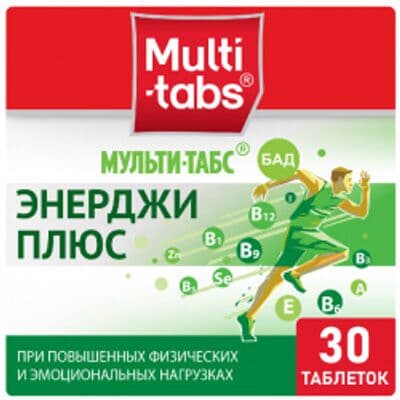 Multi
-tabs®
МУЛЬТИ-ТАБС®
БАД
ЭНЕРДЖИ
ПЛЮС
B12
I
B1
B9
Zn
B3
B5
Se
A
E
B6
ПРИ ПОВЫШЕННЫХ ФИЗИЧЕСКИХ
И ЭМОЦИОНАЛЬНЫХ НАГРУЗКАХ
30
ТАБЛЕТОК